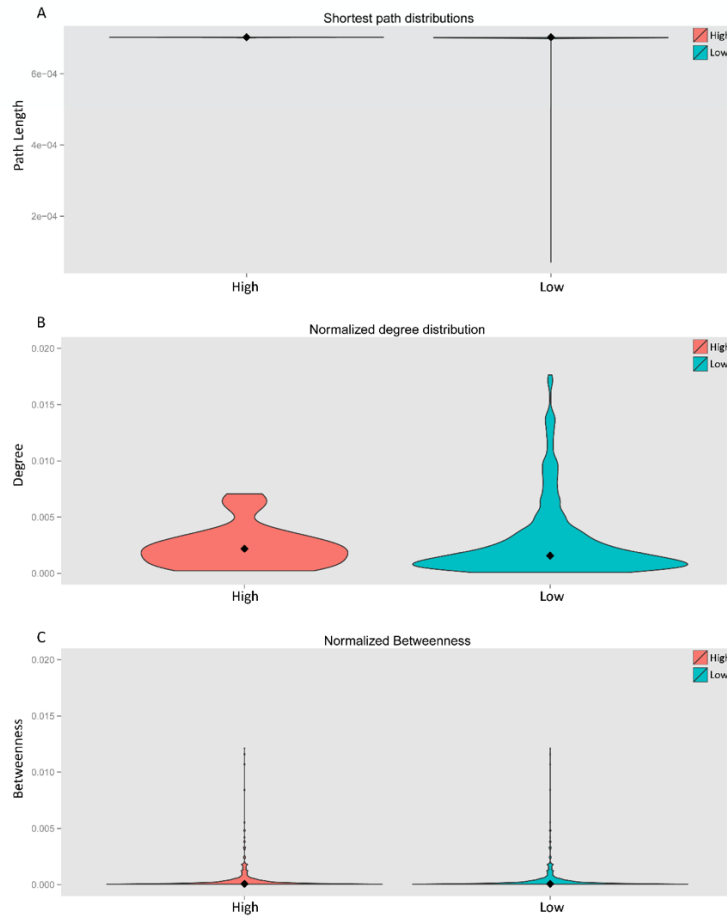 A
Shortest path distributions
High
Low
Path Length
6e−04
4e−04
2e−04
High
Low
B
Normalized degree distribution
High
Low
Degree
0.020
0.015
0.010
0.005
0.000
High
Low
C
Normalized Betweenness
High
Low
Betweenness
0.020
0.015
0.010
0.005
0.000
High
Low